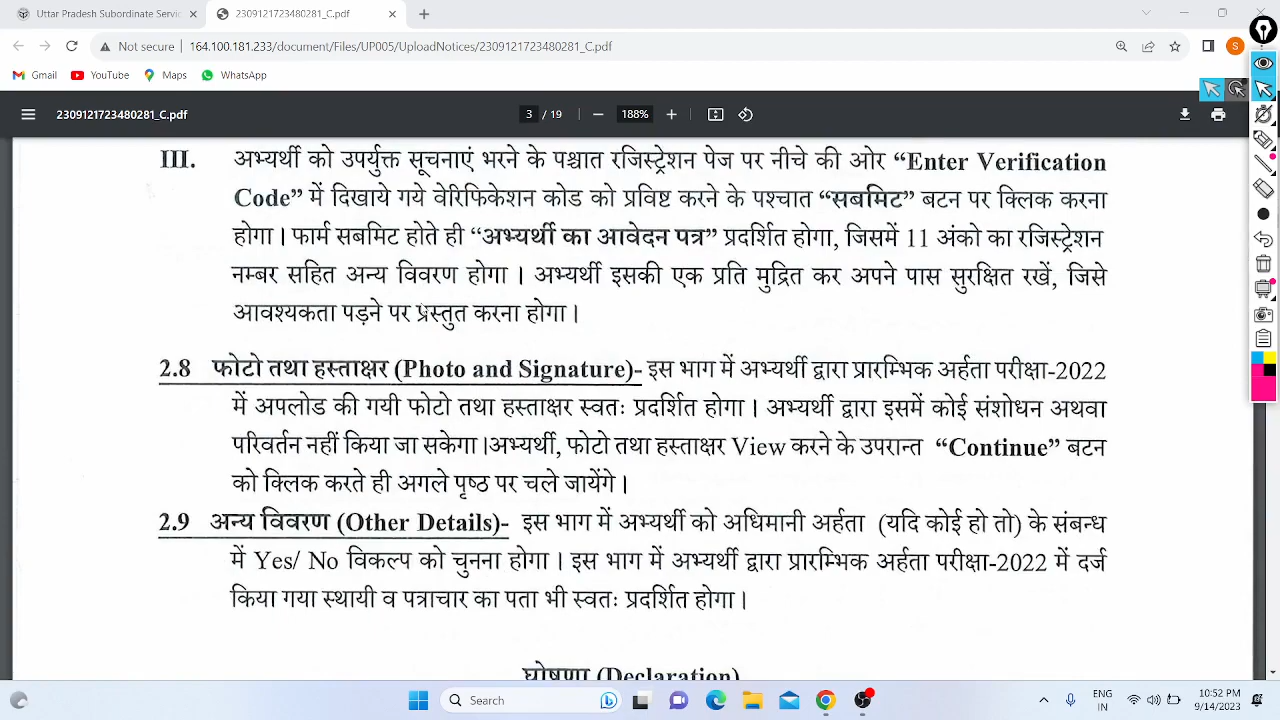 Uttar Pradesh Subordinate Servic
230912172348​0281_C.pdf
Not secure
164.100.181.233/document/Files/UP005/UploadNotices/2309121723480281_C.pdf
S
Gmail
YouTube
Maps
WhatsApp
2309121723480281_C.pdf
3 / 19
188%
III. अभ्यर्थी को उपर्युक्त सूचनाएं भरने के पश्चात रजिस्ट्रेशन पेज पर नीचे की ओर “Enter Verification
Code” में दिखाये गये वेरिफिकेशन कोड को प्रविष्ट करने के पश्चात “सबमिट” बटन पर क्लिक करना
होगा। फार्म सबमिट होते ही “अभ्यर्थी का आवेदन पत्र” प्रदर्शित होगा, जिसमें 11 अंको का रजिस्ट्रेशन
नम्बर सहित अन्य विवरण होगा। अभ्यर्थी इसकी एक प्रति मुद्रित कर अपने पास सुरक्षित रखें, जिसे
आवश्यकता पड़ने पर प्रस्तुत करना होगा।
2.8 फोटो तथा हस्ताक्षर (Photo and Signature)- इस भाग में अभ्यर्थी द्वारा प्रारम्भिक अर्हता परीक्षा-2022
में अपलोड की गयी फोटो तथा हस्ताक्षर स्वतः प्रदर्शित होगा। अभ्यर्थी द्वारा इसमें कोई संशोधन अथवा
परिवर्तन नहीं किया जा सकेगा।अभ्यर्थी, फोटो तथा हस्ताक्षर View करने के उपरान्त “Continue” बटन
को क्लिक करते ही अगले पृष्ठ पर चले जायेंगे।
2.9 अन्य विवरण (Other Details)- इस भाग में अभ्यर्थी को अधिमानी अर्हता (यदि कोई हो तो) के संबन्ध
में Yes/ No विकल्प को चुनना होगा। इस भाग में अभ्यर्थी द्वारा प्रारम्भिक अर्हता परीक्षा-2022 में दर्ज
किया गया स्थायी व पत्राचार का पता भी स्वतः प्रदर्शित होगा।
घोषणा (Declaration)
Search
ENG
IN
10:52 PM
9/14/2023